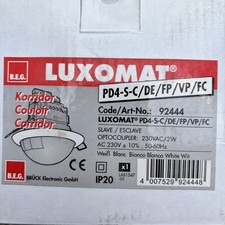 LUXOMAT®
B.E.G.
PD4-S-C/DE/FP/VP/FC
Korridor
Couloir
Corridor
Code/Art-No.: 92444
LUXOMAT® PD4-S-C/DE/FP/VP/FC
SLAVE / ESCLAVE
OPTOCOUPLER: 230VAC/2W
AC 230V ± 10% , 50-60Hz
Weiß Blanc Bianco Blanco White Wit
B.E.G.
BRÜCK Electronic GmbH
IP20
x1
4 007529 924448